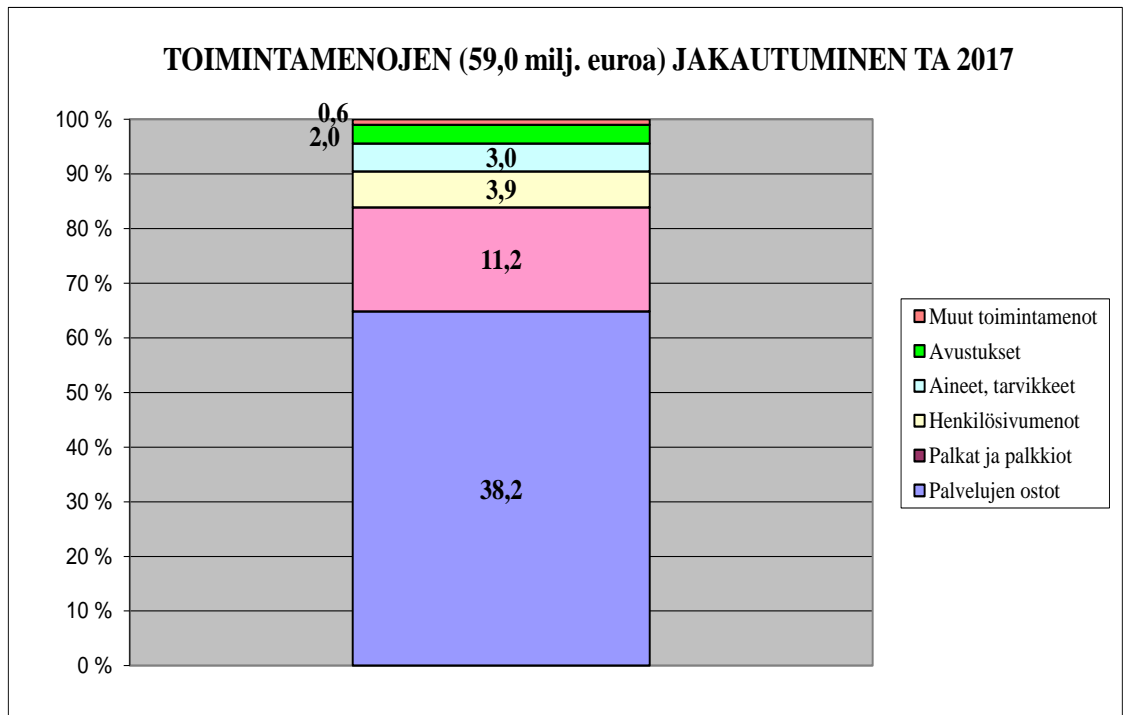 TOIMINTAMENOJEN (59,0 milj. euroa) JAKAUTUMINEN TA 2017
100 %
90 %
80 %
70 %
60 %
50 %
40 %
30 %
20 %
10 %
0 %
0,6
2,0
3,0
3,9
11,2
38,2
Muut toimintamenot
Avustukset
Aineet, tarvikkeet
Henkilösivumenot
Palkat ja palkkiot
Palvelujen ostot